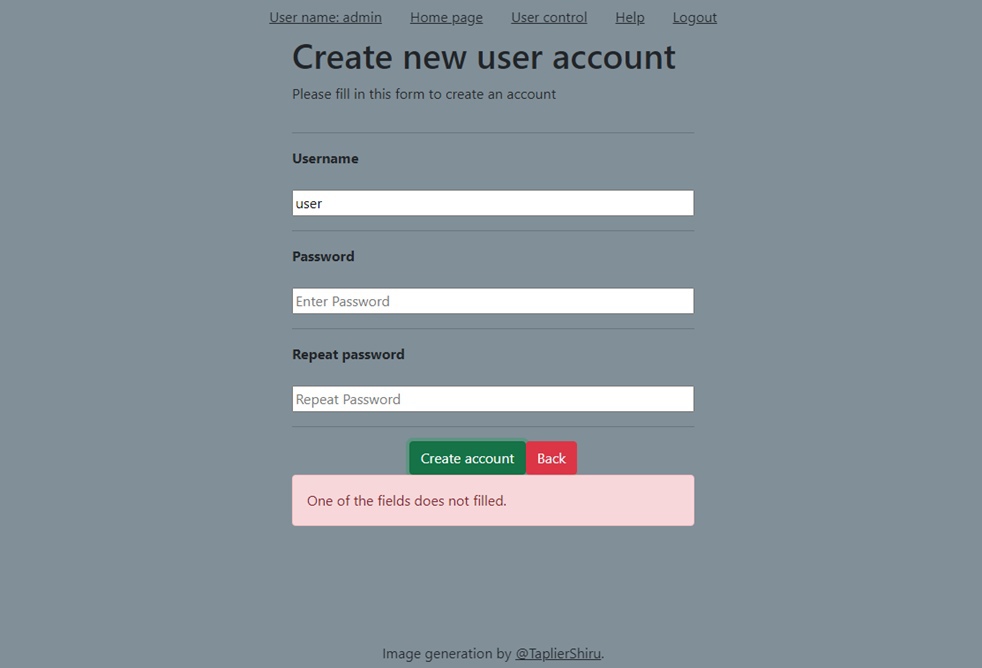 User name: admin Home page User control Help Logout
Create new user account
Please fill in this form to create an account
Username
user
Password
Enter Password
Repeat password
Repeat Password
Create account Back
One of the fields does not filled.
Image generation by @TaplierShiru.